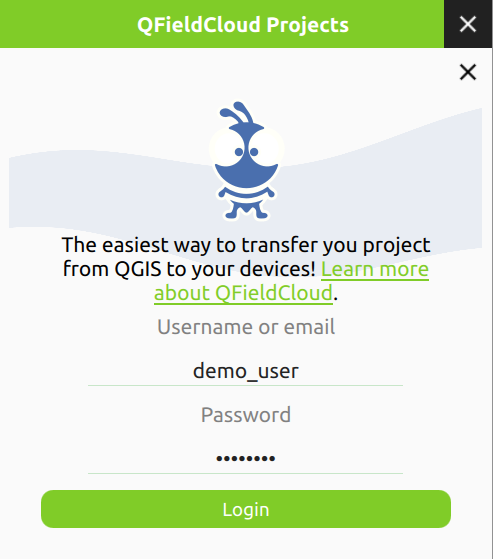 QFieldCloud Projects
The easiest way to transfer you project
from QGIS to your devices! Learn more
about QFieldCloud.
Username or email
demo_user
Password
••••••••
Login